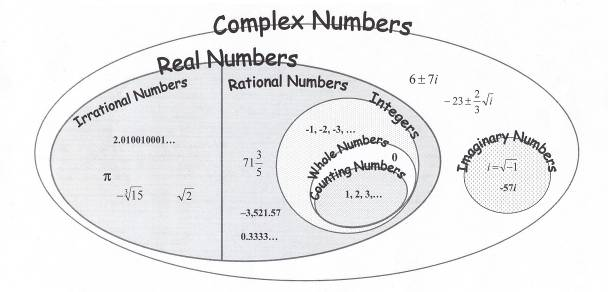 Complex Numbers
Real Numbers
Irrational Numbers
Rational Numbers
6 ± 7i
-23 ± 2/3 √i
Integers
2.010010001...
-1, -2, -3, ...
Whole Numbers
0
Imaginary Numbers
π
71 3/5
Counting Numbers
i = √-1
-∛15
√2
1, 2, 3,...
-57i
-3,521.57
0.3333...